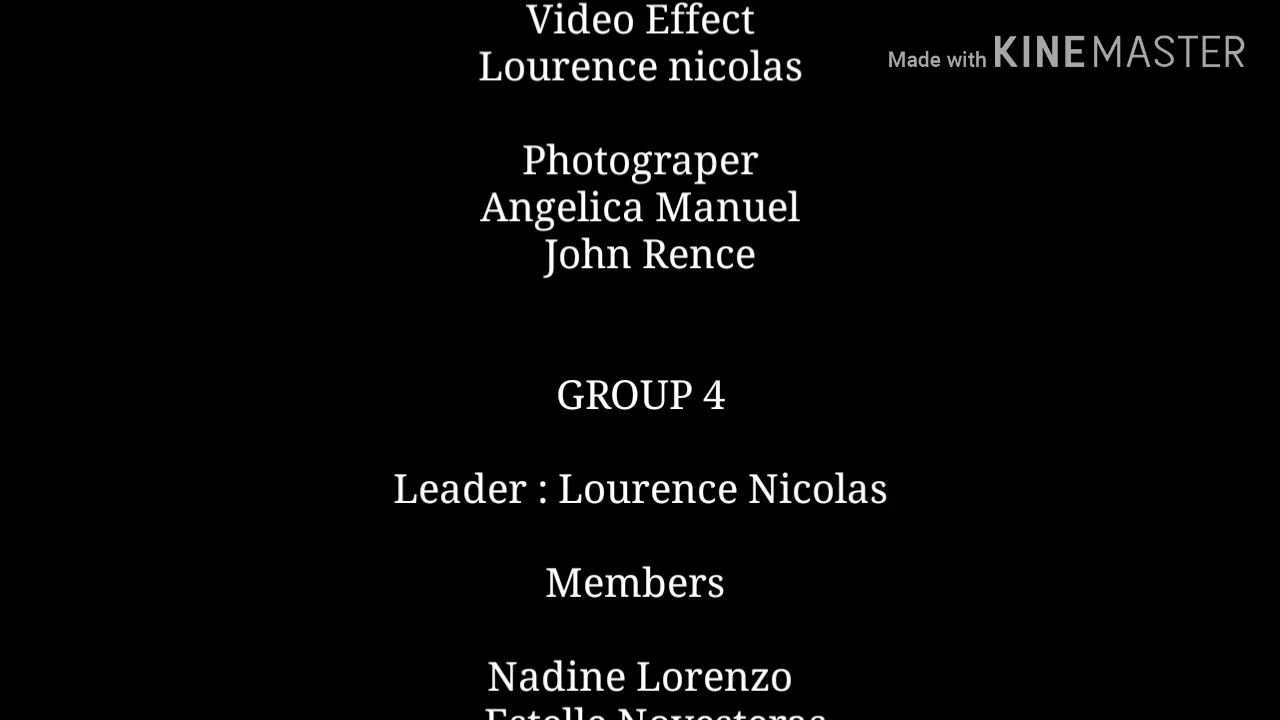 Video Effect
Made with KINEMASTER
Lourence nicolas
Photograper
Angelica Manuel
John Rence
GROUP 4
Leader : Lourence Nicolas
Members
Nadine Lorenzo